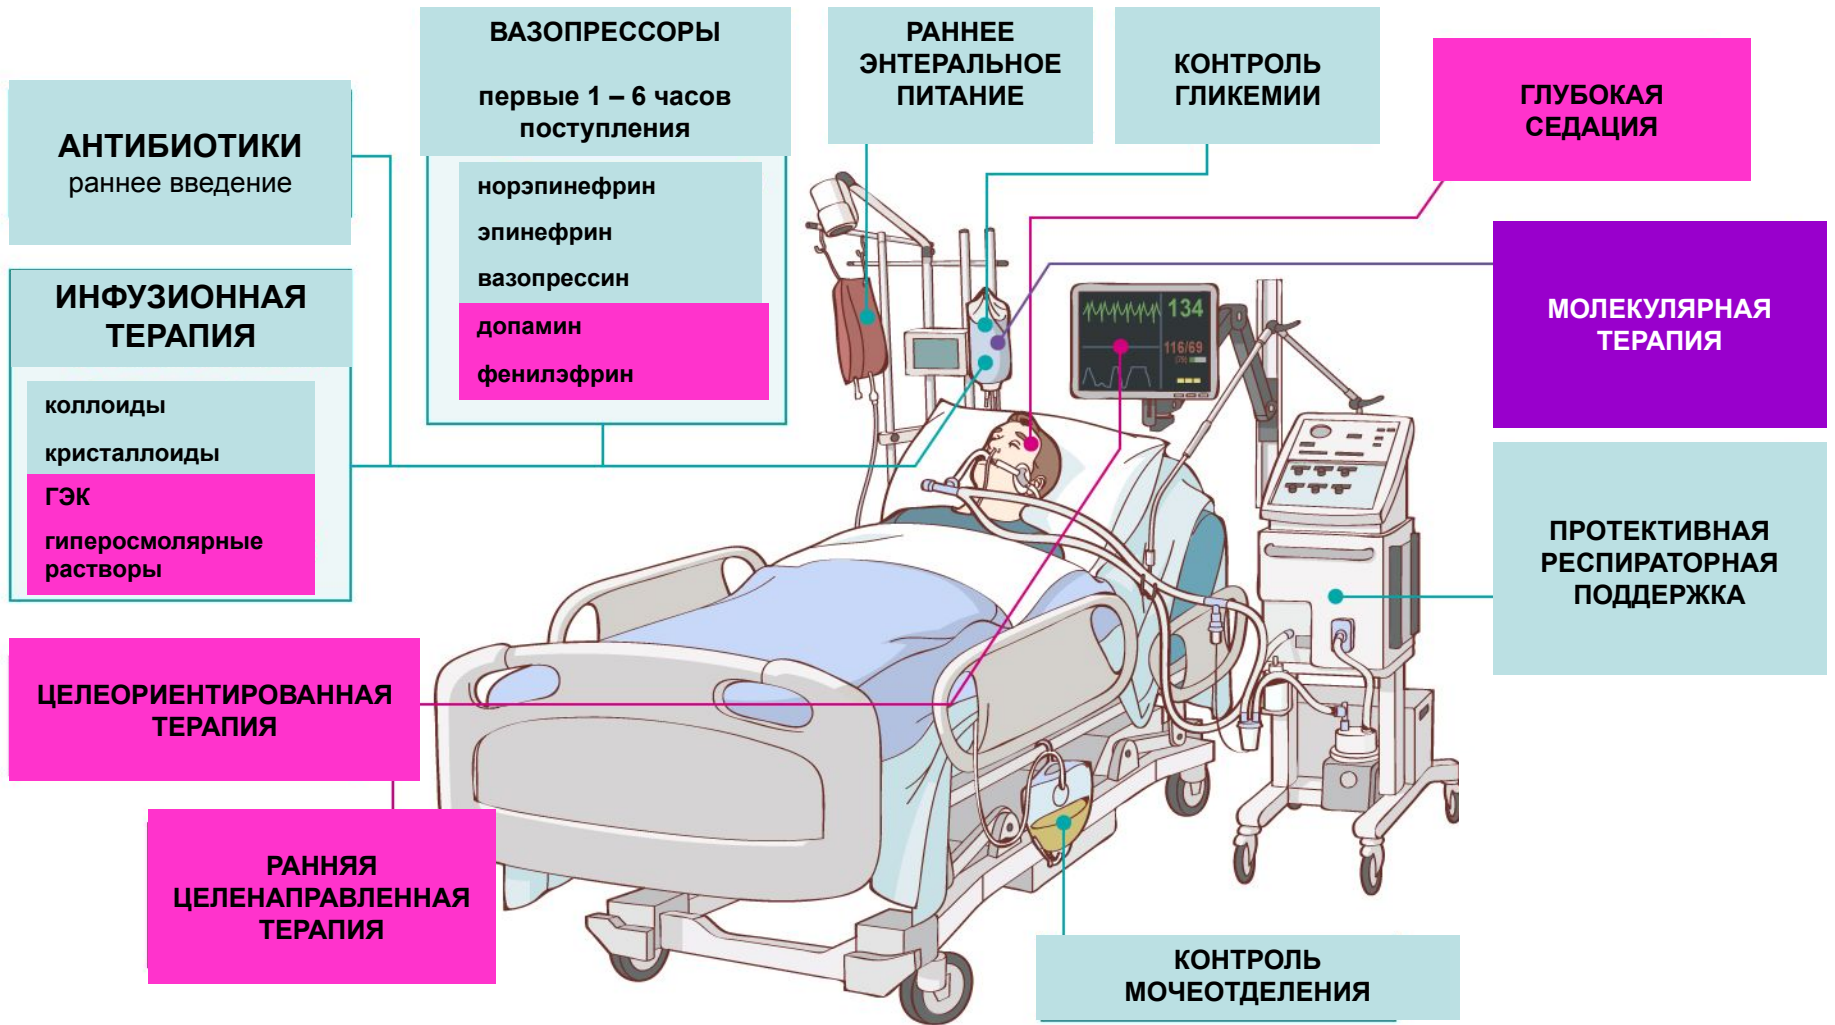 АНТИБИОТИКИ
раннее введение
ИНФУЗИОННАЯ
ТЕРАПИЯ
коллоиды
кристаллоиды
ГЭК
гиперосмолярные
растворы
ВАЗОПРЕССОРЫ
первые 1 – 6 часов
поступления
норэпинефрин
эпинефрин
вазопрессин
допамин
фенилэфрин
РАННЕЕ
ЭНТЕРАЛЬНОЕ
ПИТАНИЕ
КОНТРОЛЬ
ГЛИКЕМИИ
ГЛУБОКАЯ
СЕДАЦИЯ
МОЛЕКУЛЯРНАЯ
ТЕРАПИЯ
134
116/69
ПРОТЕКТИВНАЯ
РЕСПИРАТОРНАЯ
ПОДДЕРЖКА
ЦЕЛЕОРИЕНТИРОВАННАЯ
ТЕРАПИЯ
РАННЯЯ
ЦЕЛЕНАПРАВЛЕННАЯ
ТЕРАПИЯ
КОНТРОЛЬ
МОЧЕОТДЕЛЕНИЯ